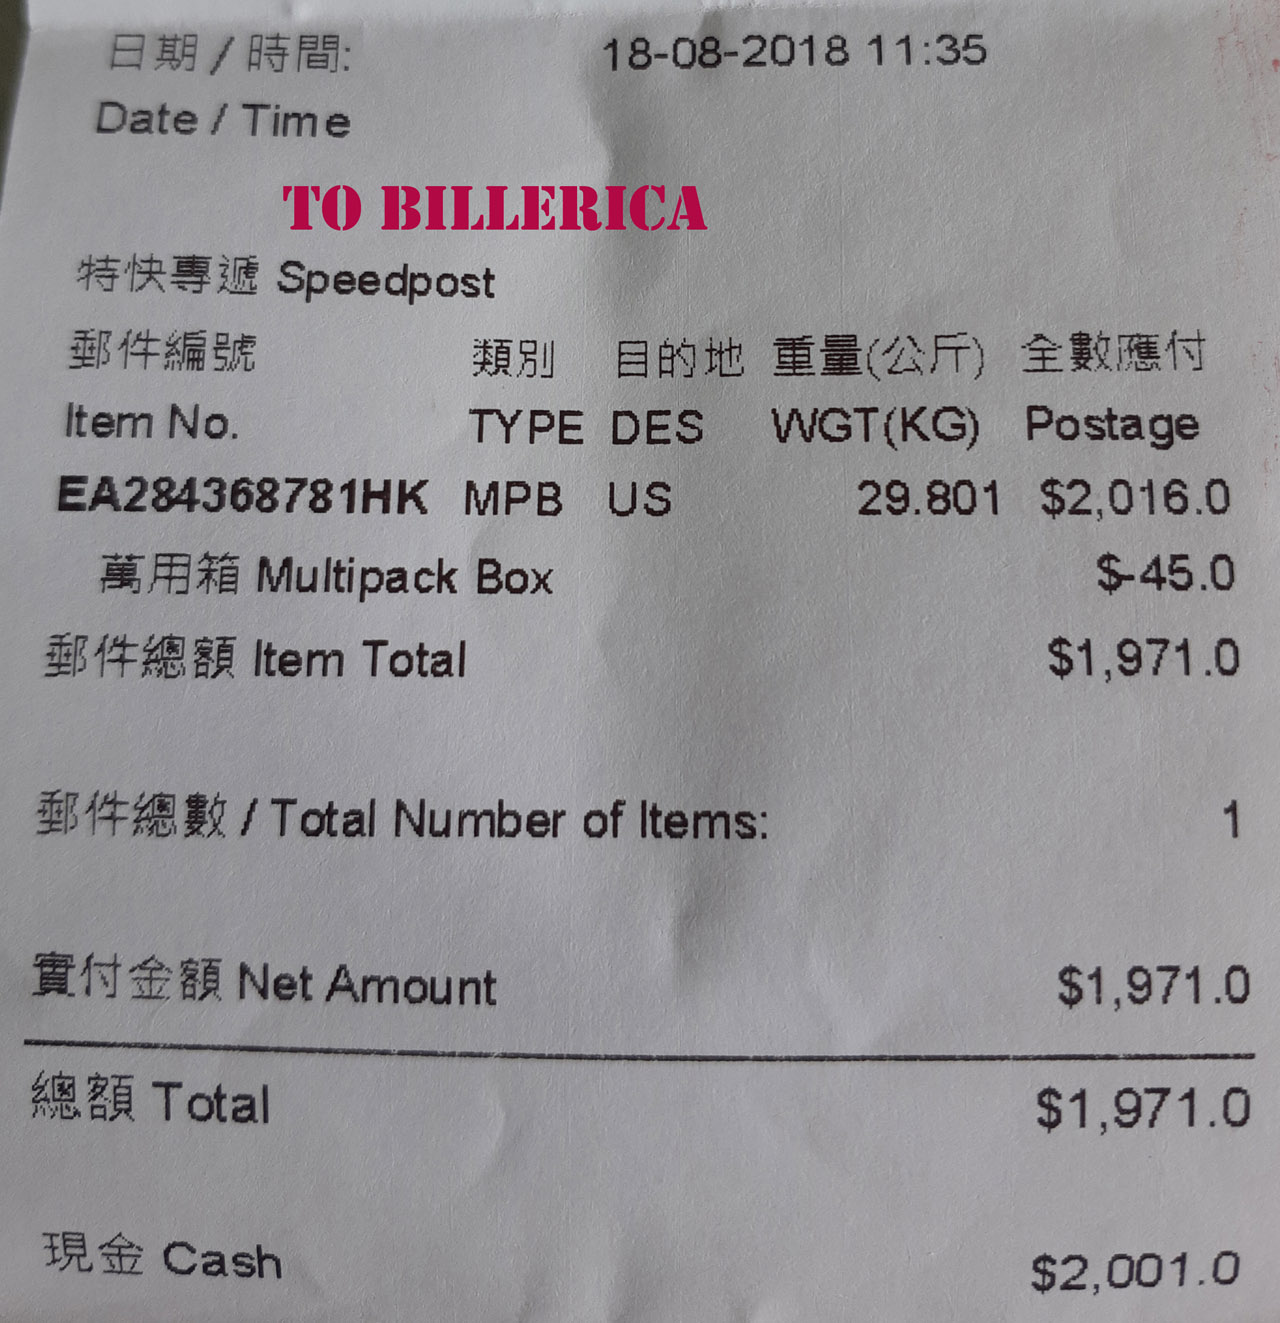 日期 / 時間: 18-08-2018 11:35
Date / Time
TO BILLERICA
特快專遞 Speedpost
郵件編號 類別 目的地 重量(公斤) 全數應付
Item No. TYPE DES WGT(KG) Postage
EA284368781HK MPB US 29.801 $2,016.0
萬用箱 Multipack Box $-45.0
郵件總額 Item Total $1,971.0
郵件總數 / Total Number of Items: 1
實付金額 Net Amount $1,971.0
總額 Total $1,971.0
現金 Cash $2,001.0